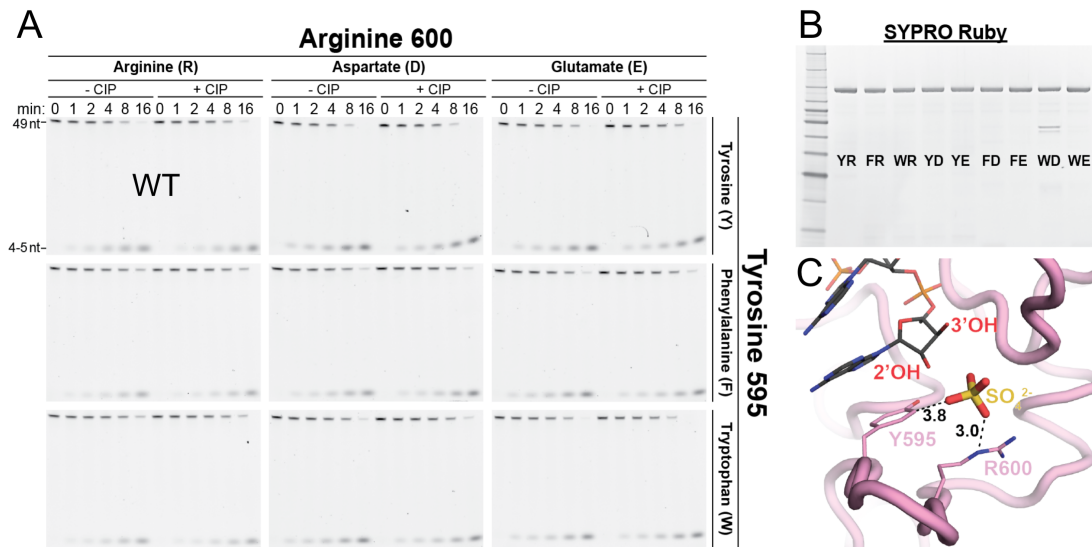 A
Arginine 600
Arginine (R)
Aspartate (D)
Glutamate (E)
- CIP
+ CIP
- CIP
+ CIP
- CIP
+ CIP
min:
0 1 2 4 8 16
0 1 2 4 8 16
0 1 2 4 8 16
0 1 2 4 8 16
0 1 2 4 8 16
0 1 2 4 8 16
49nt
WT
4-5nt
Tyrosine (Y)
Phenylalanine (F)
Tryptophan (W)
Tyrosine 595
B
SYPRO Ruby
YR FR WR YD YE FD FE WD WE
C
3'OH
2'OH
SO 2-
3.8
Y595
3.0
R600